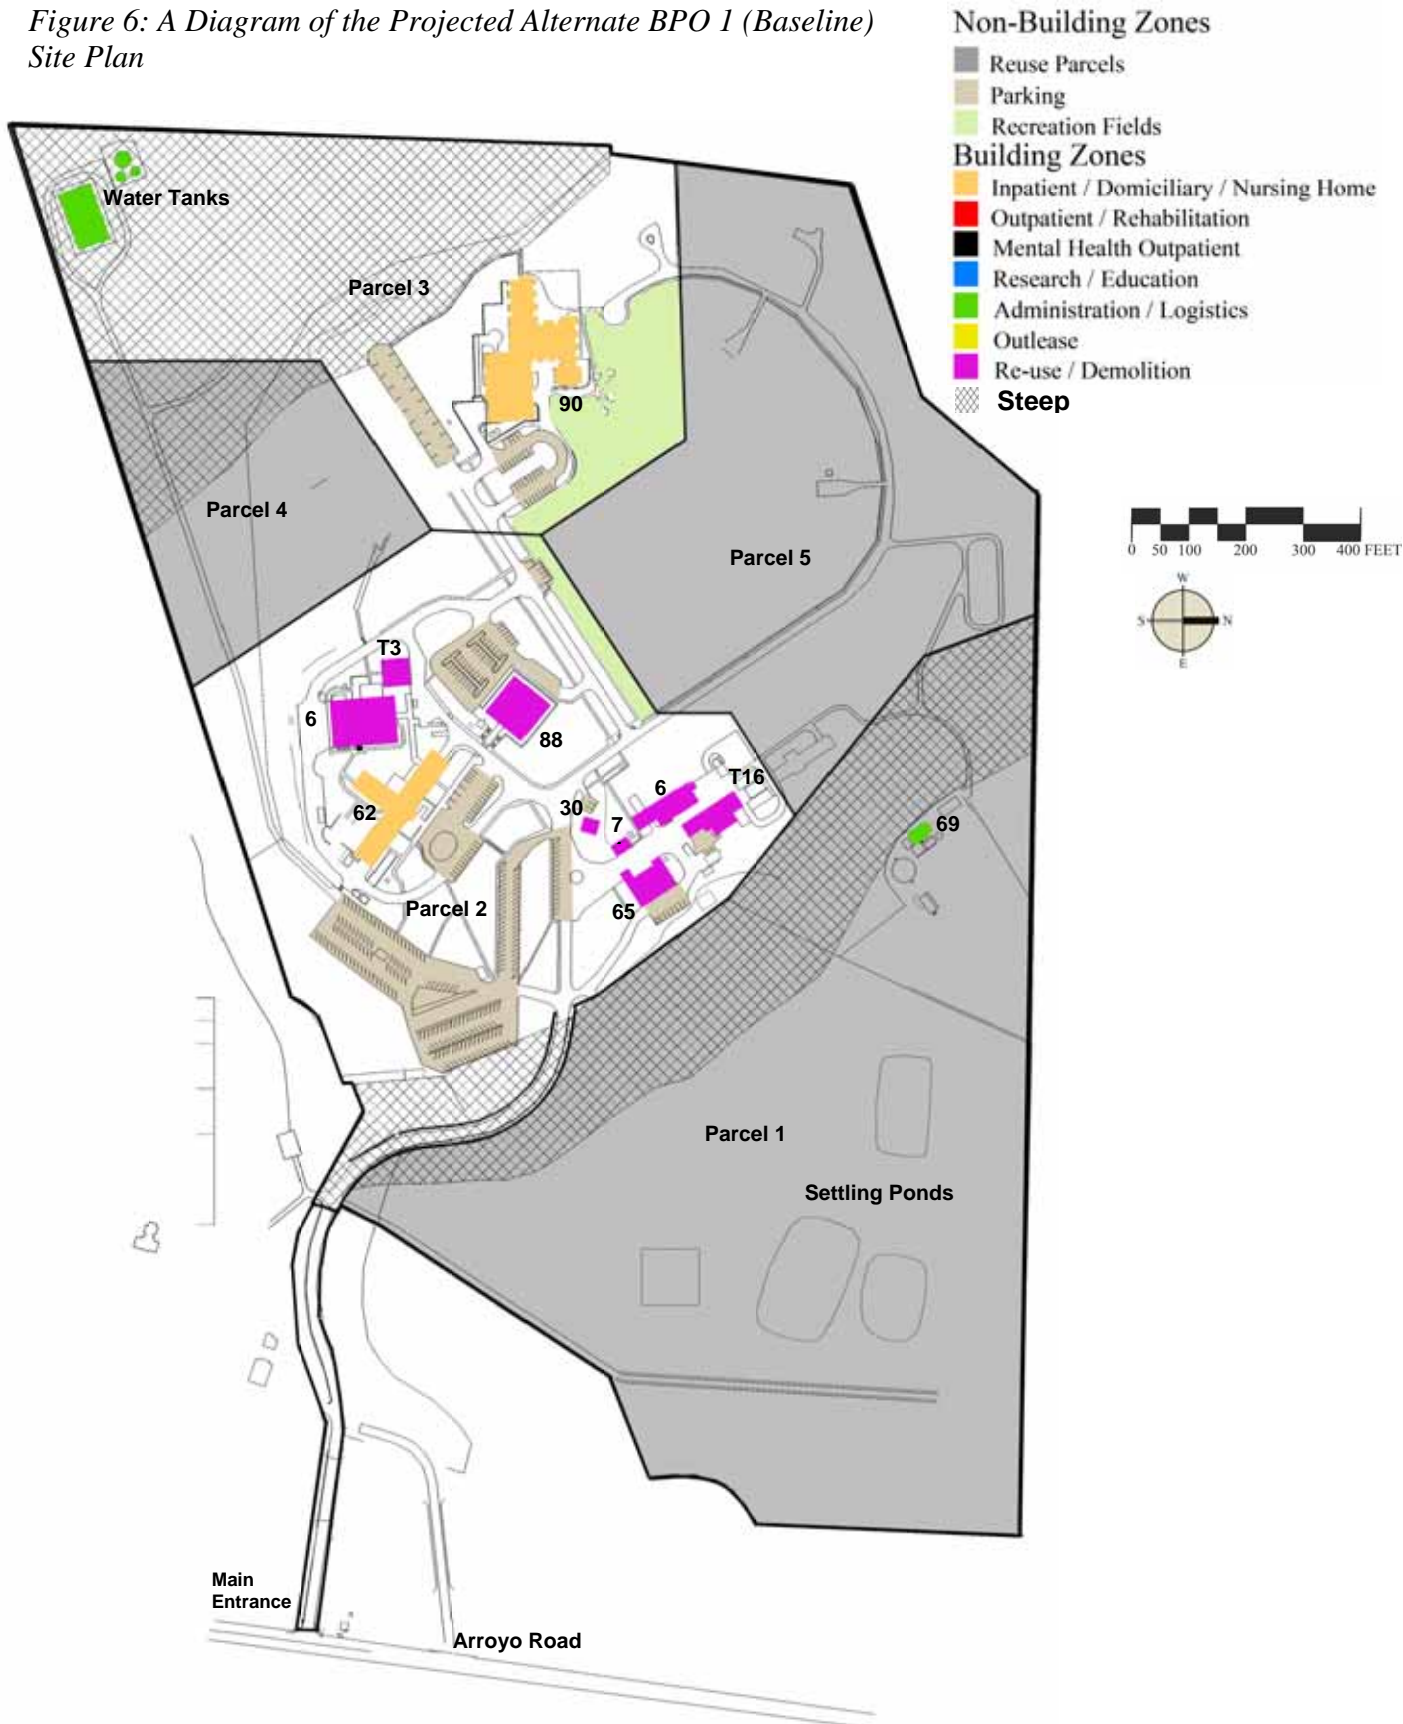 Figure 6: A Diagram of the Projected Alternate BPO 1 (Baseline)
Site Plan
Non-Building Zones
Reuse Parcels
Parking
Recreation Fields
Building Zones
Inpatient / Domiciliary / Nursing Home
Outpatient / Rehabilitation
Mental Health Outpatient
Research / Education
Administration / Logistics
Outlease
Re-use / Demolition
Steep
Water Tanks
Parcel 3
90
Parcel 4
Parcel 5
0 50 100 200 300 400 FEET
W
S N
E
T3
6
88
T16
6
30
62
7
69
Parcel 2
65
Parcel 1
Settling Ponds
Main
Entrance
Arroyo Road